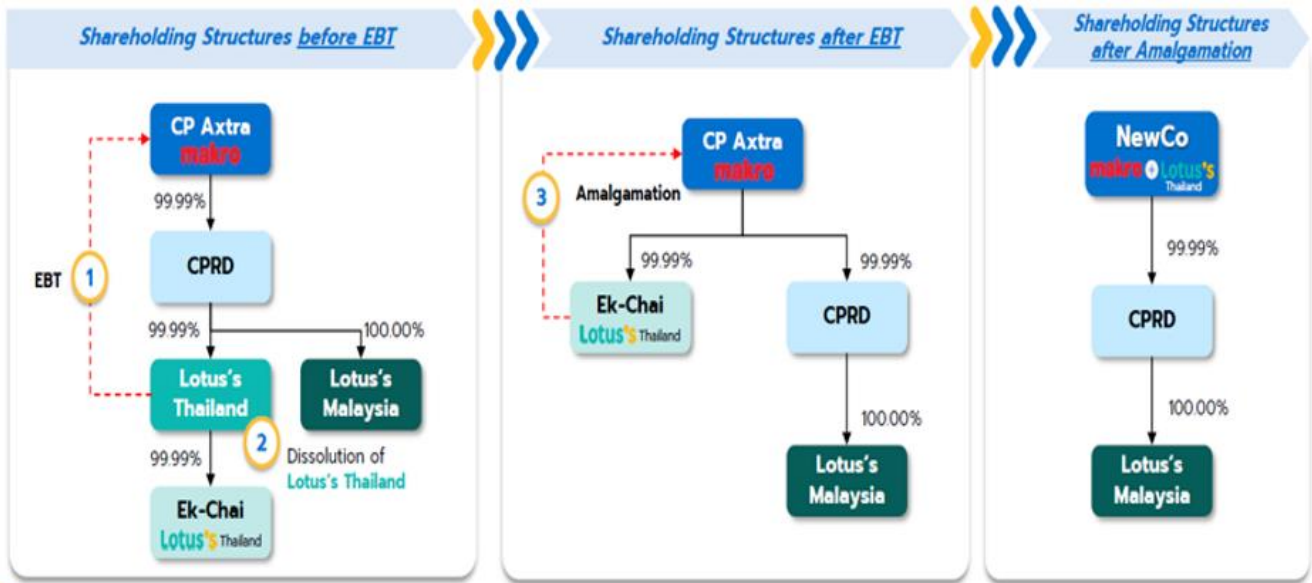 Shareholding Structures before EBT
CP Axtra
makro
99.99%
CPRD
EBT
1
99.99%
100.00%
Lotus's
Thailand
Lotus's
Malaysia
2
99.99%
Dissolution of
Lotus's Thailand
Ek-Chai
Lotus's Thailand
Shareholding Structures after EBT
CP Axtra
makro
3
Amalgamation
99.99%
99.99%
Ek-Chai
Lotus's Thailand
CPRD
100.00%
Lotus's
Malaysia
Shareholding Structures
after Amalgamation
NewCo
makro + Lotus's
Thailand
99.99%
CPRD
100.00%
Lotus's
Malaysia